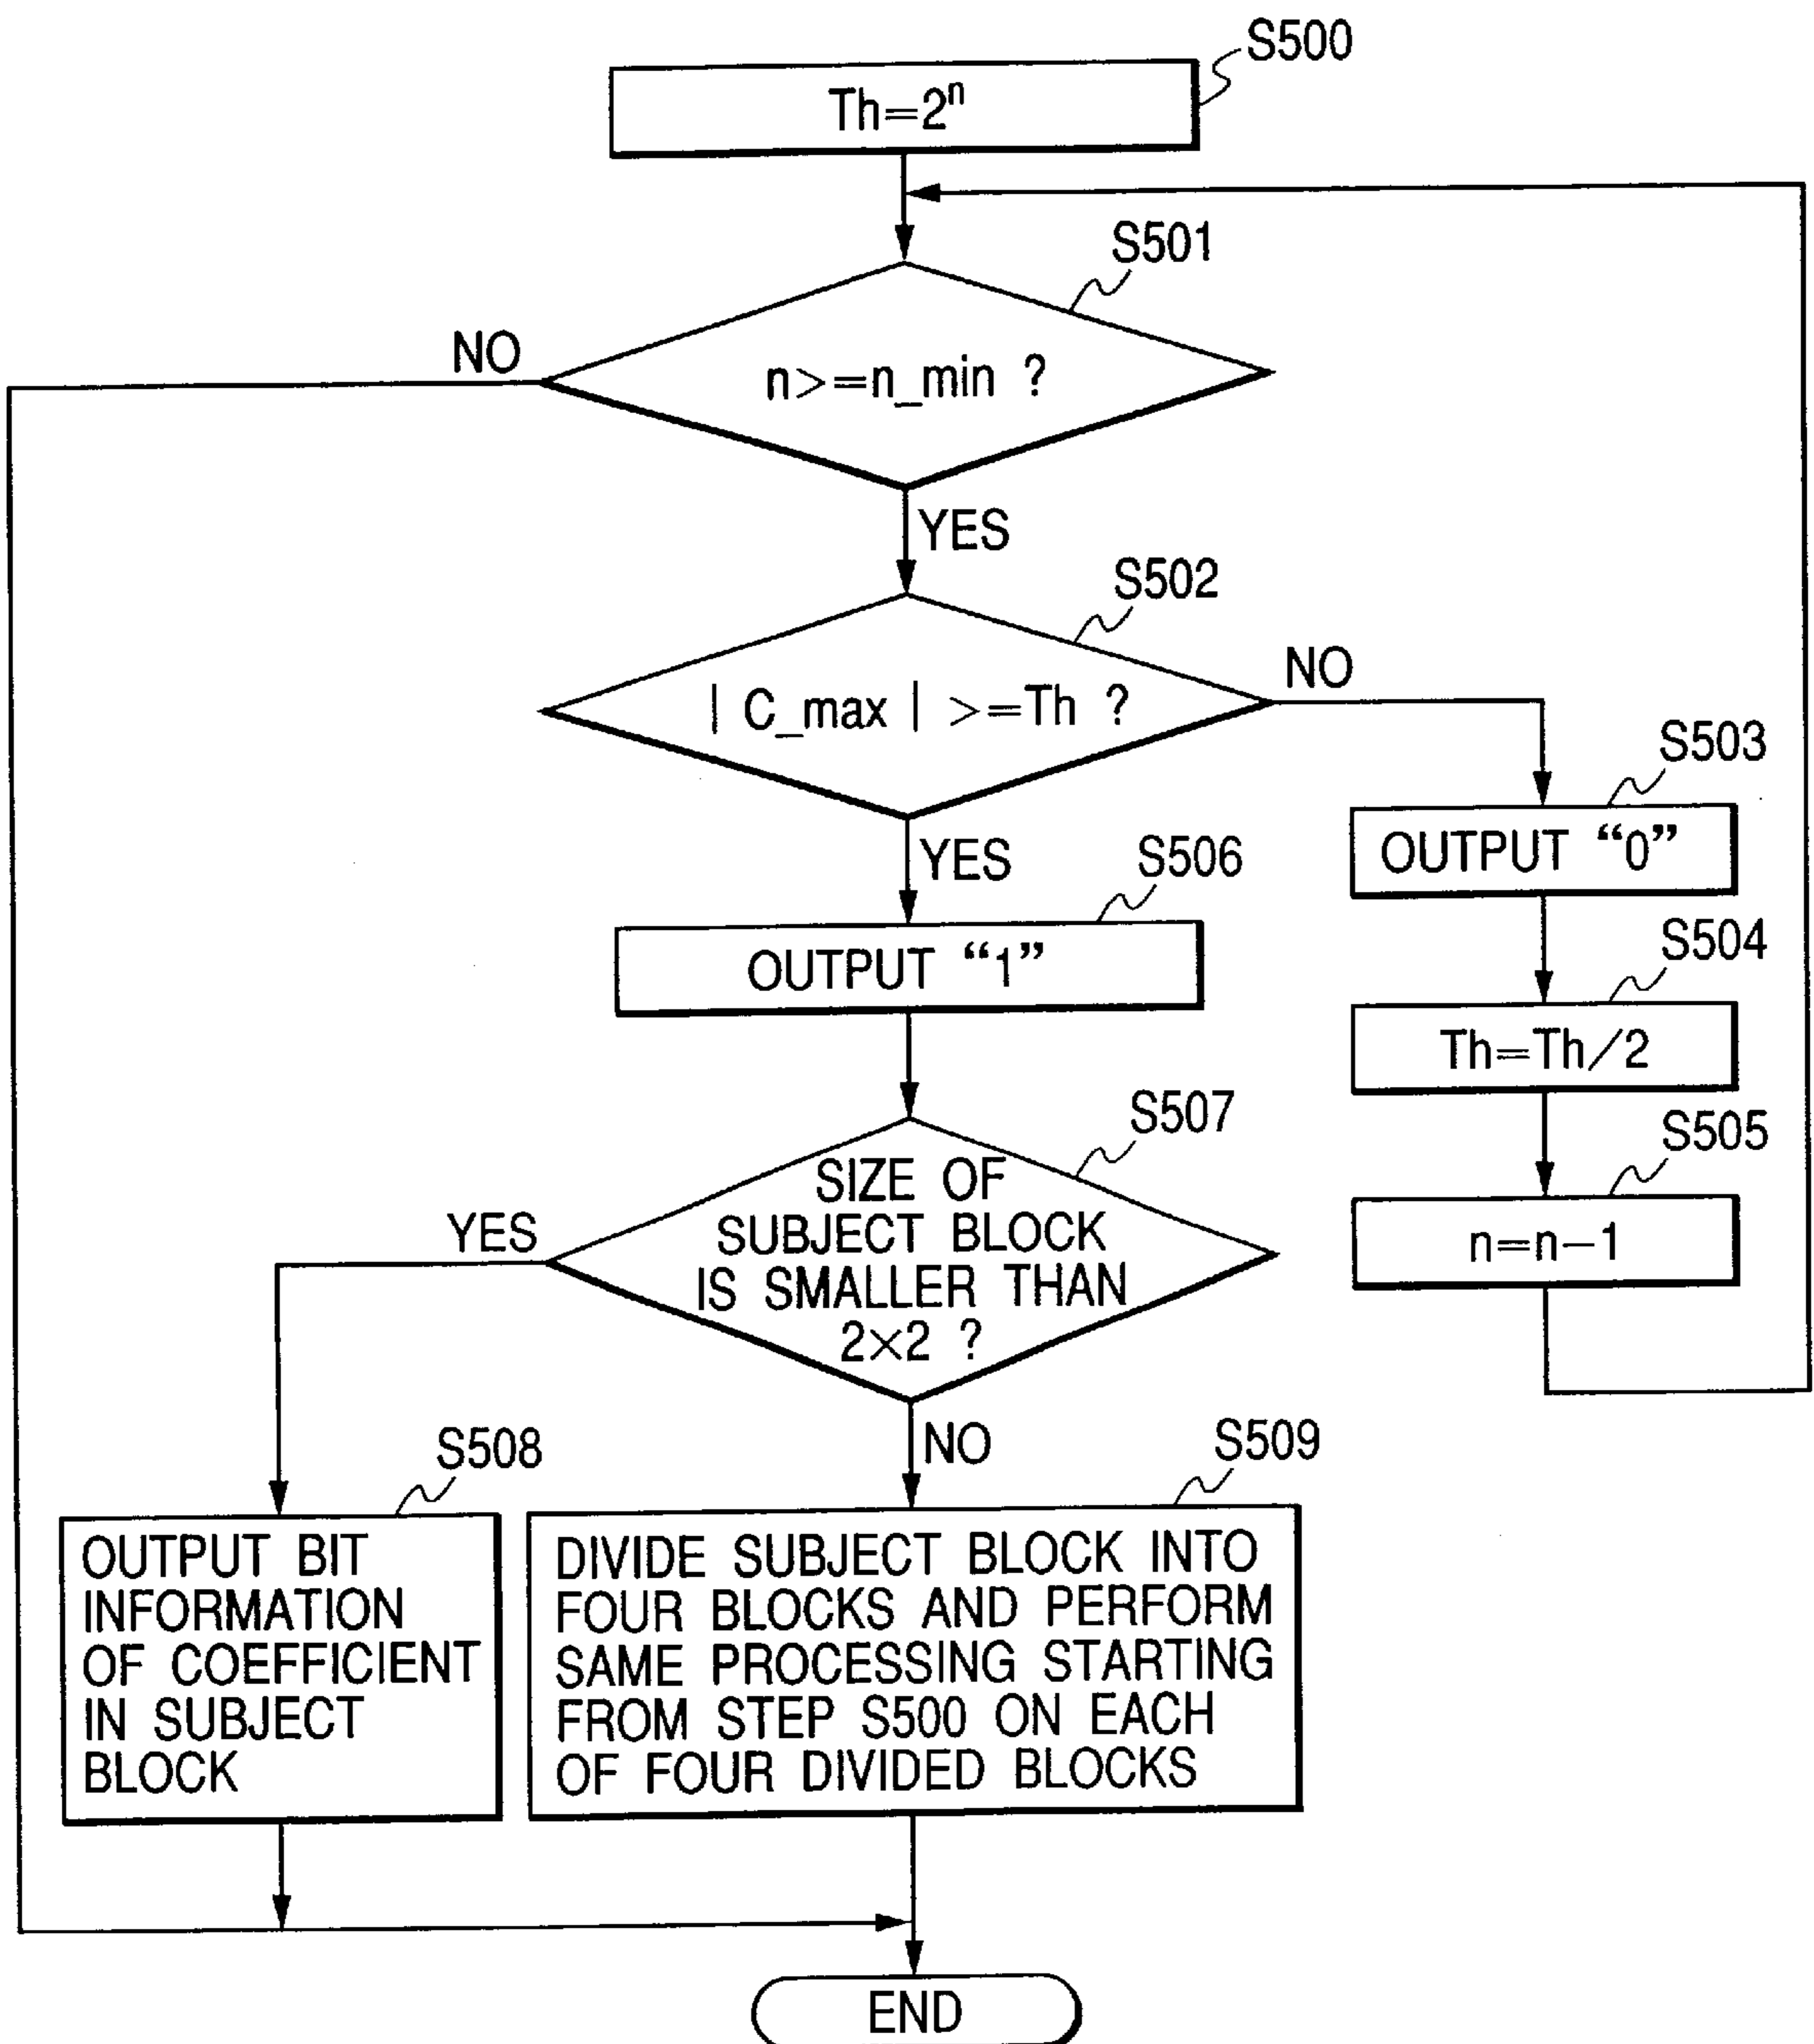 S500
Th=2ⁿ
S501
NO
n>=n_min ?
YES
S502
NO
| C_max | >=Th ?
S503
YES
S506
OUTPUT “0”
OUTPUT “1”
S504
Th=Th/2
S507
S505
SIZE OF
SUBJECT BLOCK
IS SMALLER THAN
2×2 ?
YES
n=n−1
S508
NO
S509
OUTPUT BIT
INFORMATION
OF COEFFICIENT
IN SUBJECT
BLOCK
DIVIDE SUBJECT BLOCK INTO
FOUR BLOCKS AND PERFORM
SAME PROCESSING STARTING
FROM STEP S500 ON EACH
OF FOUR DIVIDED BLOCKS
END